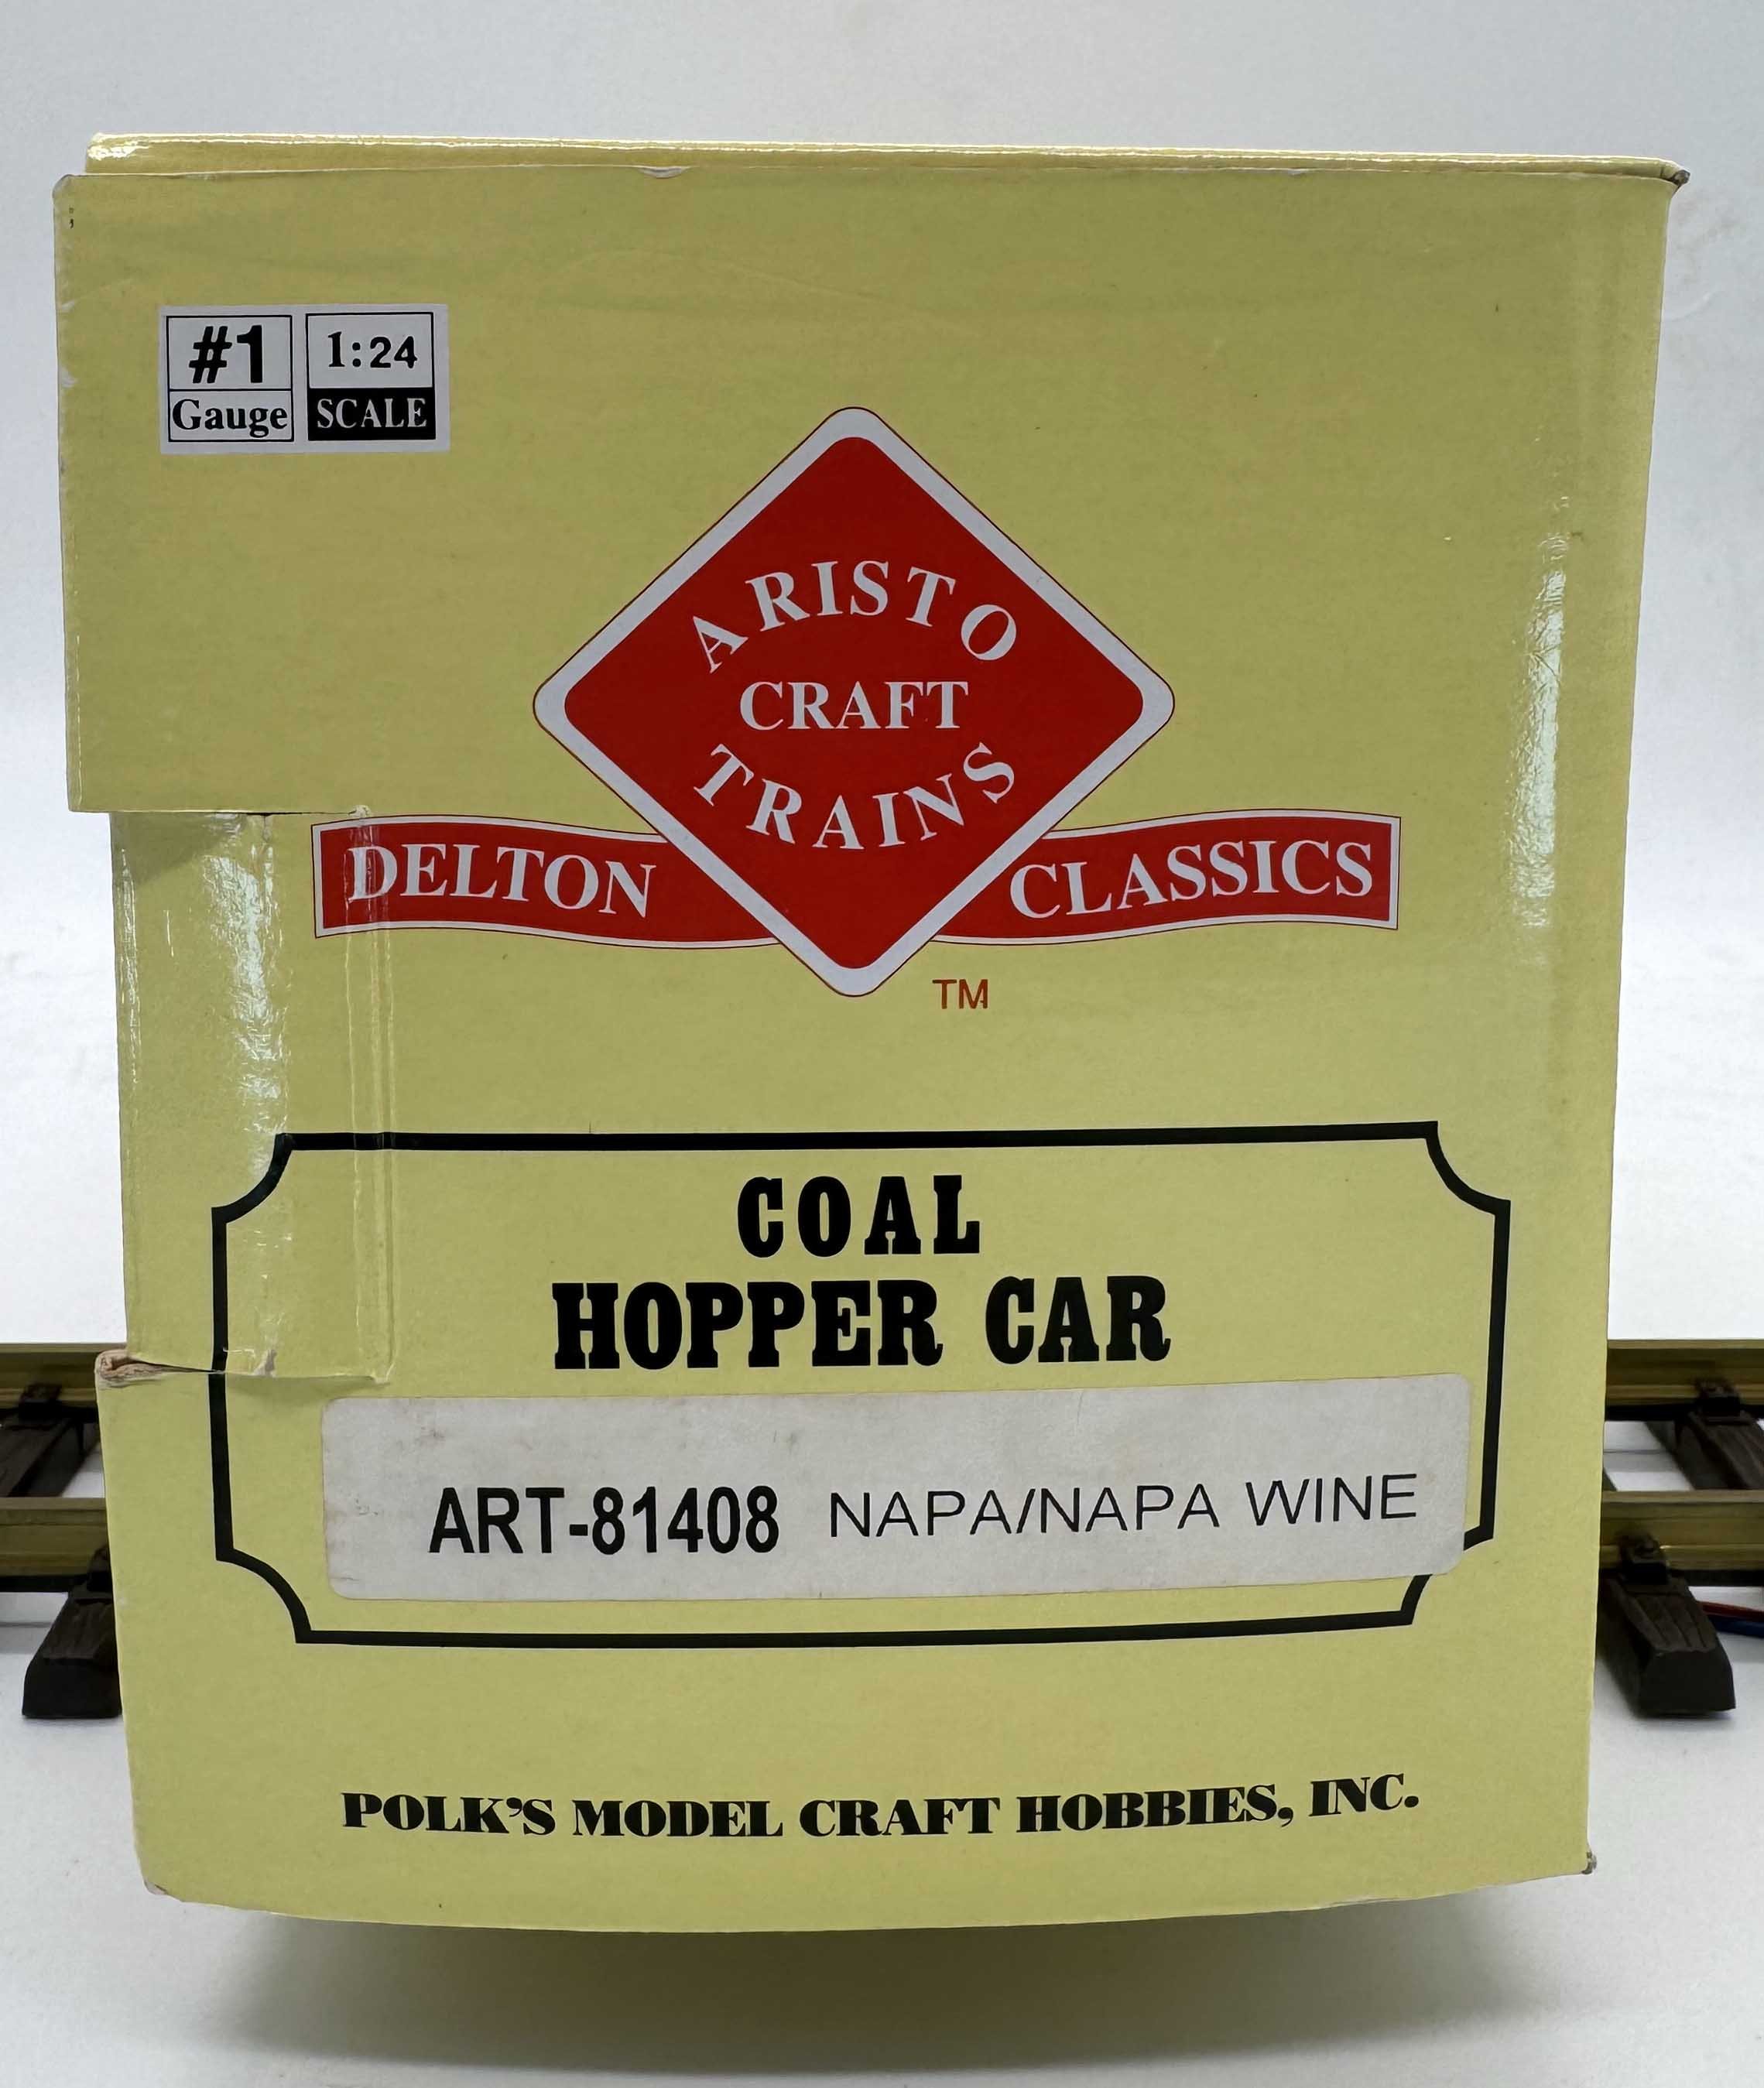 #1
Gauge
1:24
SCALE
ARISTO
CRAFT
TRAINS
DELTON CLASSICS
TM
COAL
HOPPER CAR
ART-81408 NAPA/NAPA WINE
POLK'S MODEL CRAFT HOBBIES, INC.